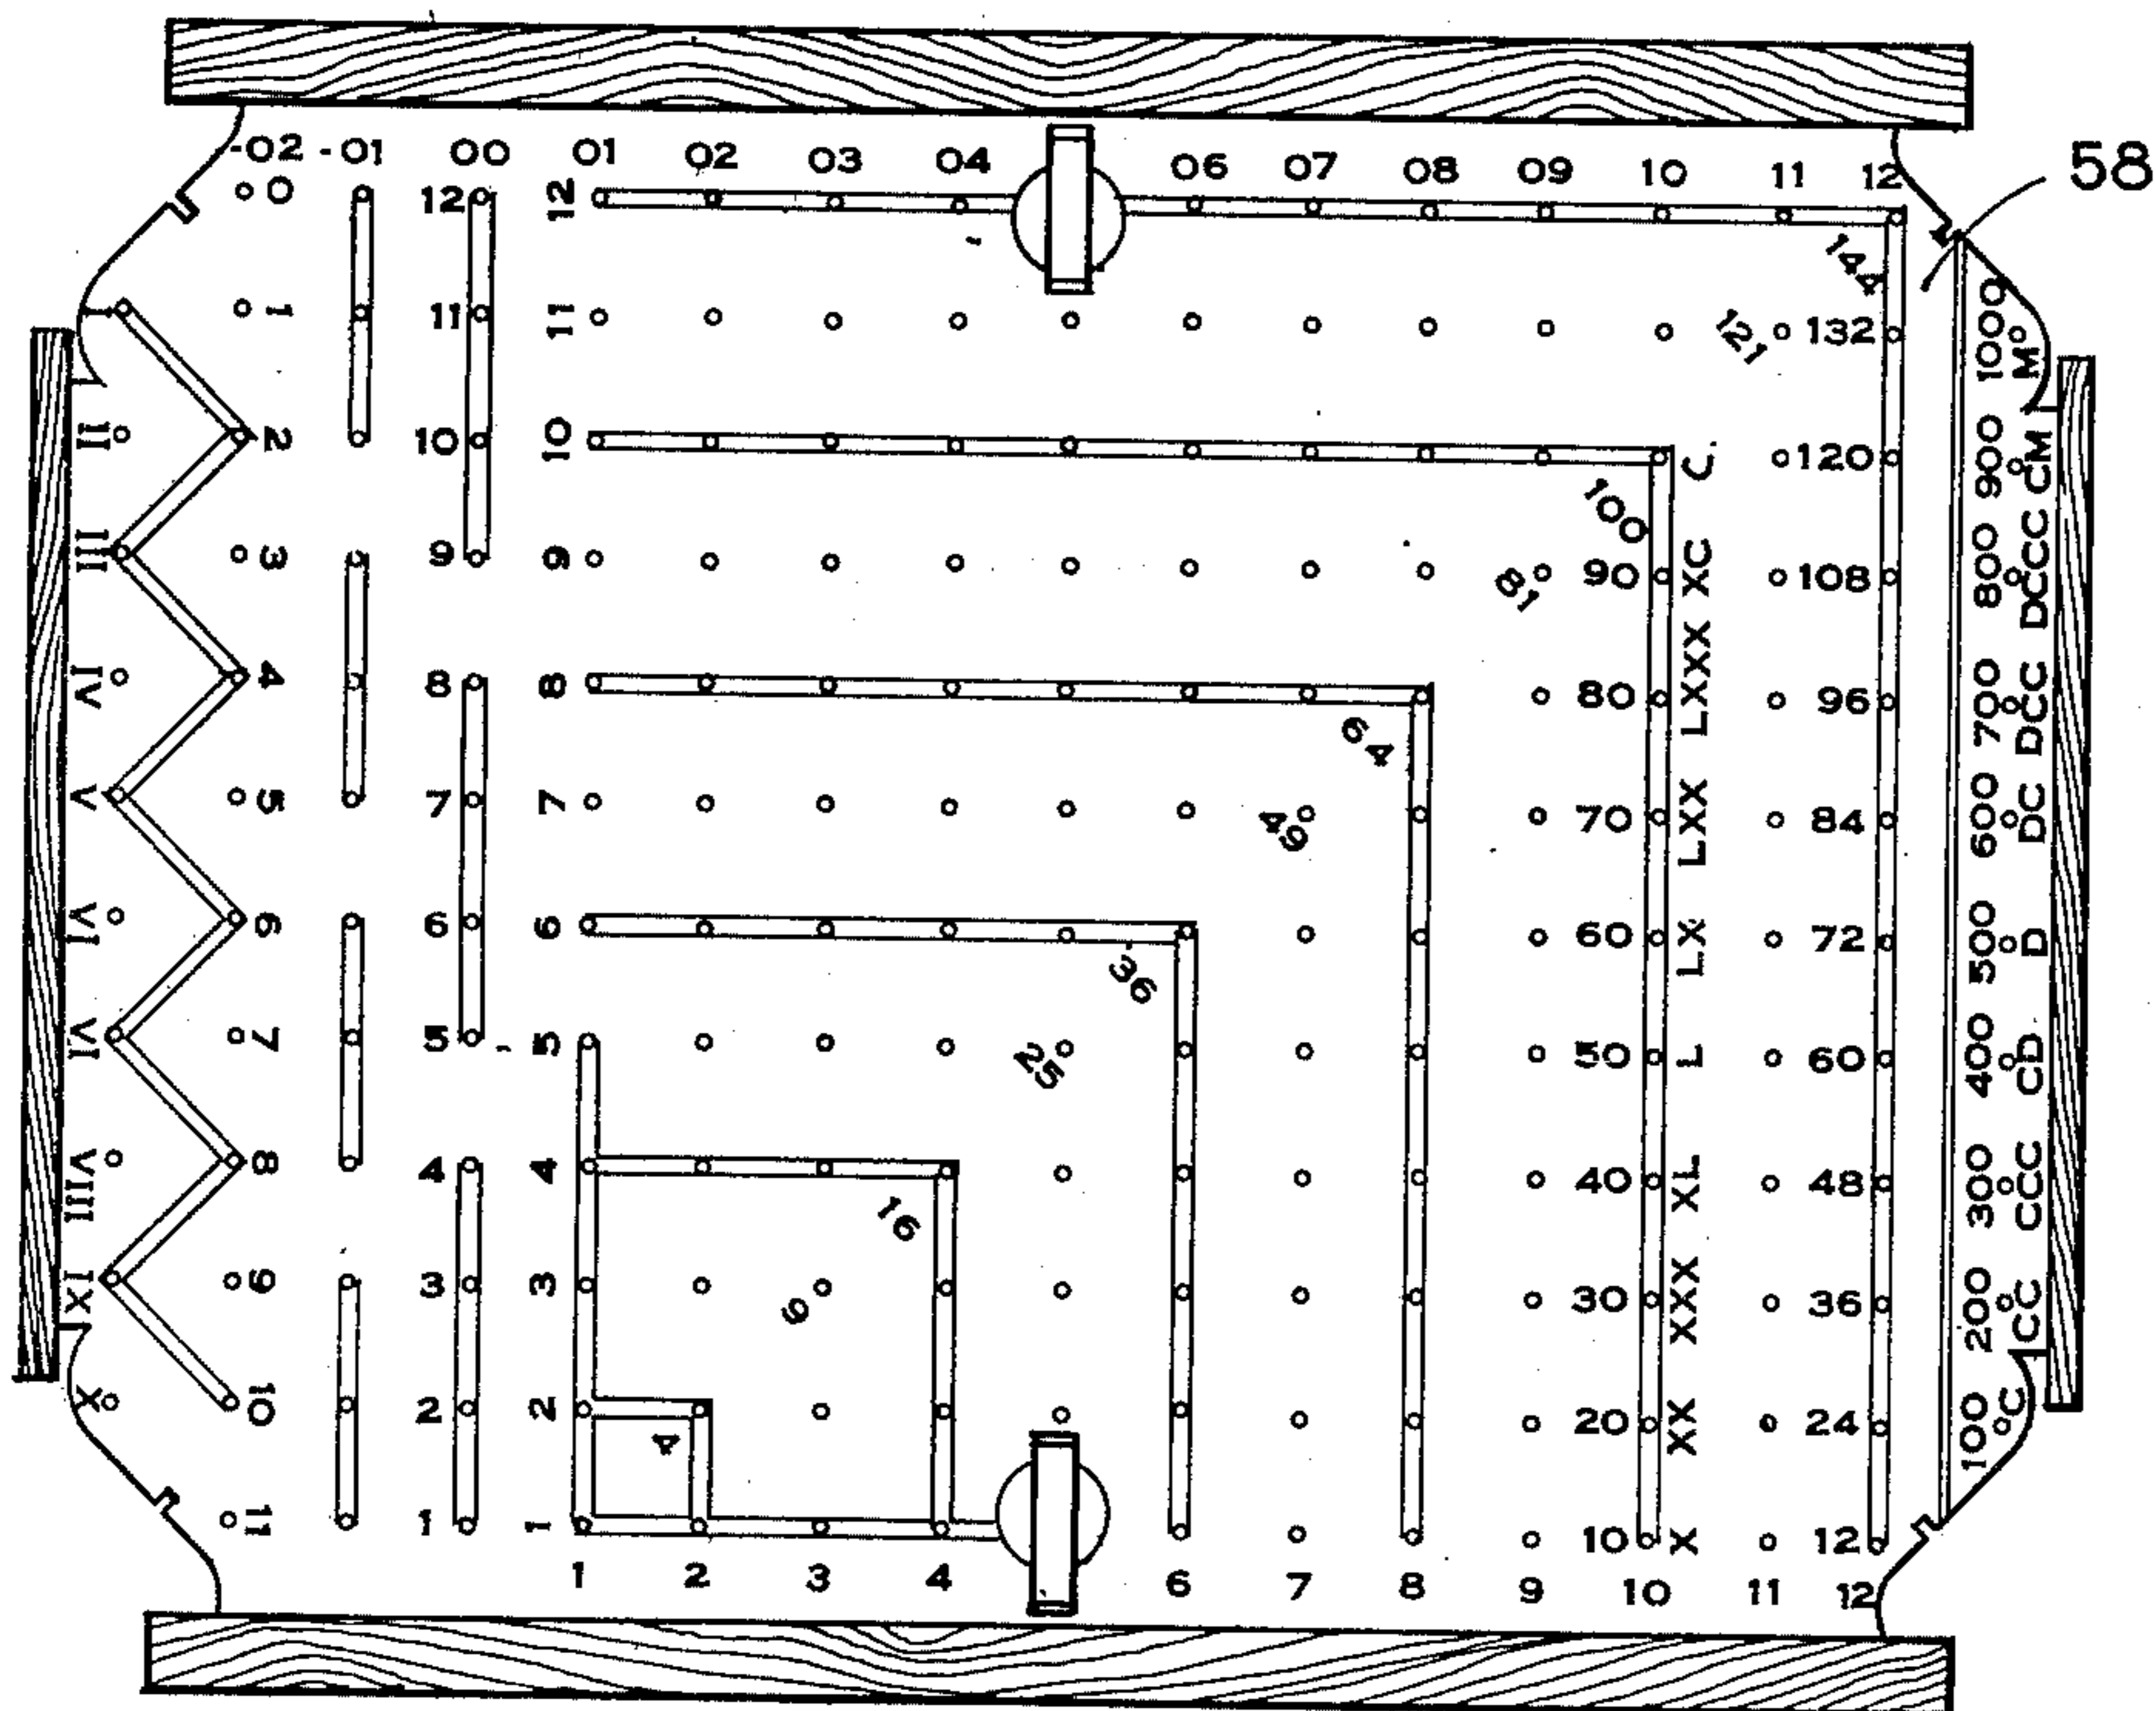 -02 -01 00 01 02 03 04 06 07 08 09 10 11 12 58
0 12 12
144
I 1 11 11 121 132 1000 M
II 2 10 10 C 120 900 CM
100
III 3 9 9 81 90 XC 108 800 DCCC
IV 4 8 8 80 LXXX 96 700 DCC
64
V 5 7 7 49 70 LXX 84 600 DC
VI 6 6 6 60 LX 72 500 D
36
VI 7 5 5 25 50 L 60 400 CD
VIII 8 4 4 40 XL 48 300 CCC
16
IX 9 3 3 9 30 XXX 36 200 CC
X 10 2 2 20 XX 24 100 C
4
11 1 1 10 X 12
1 2 3 4 6 7 8 9 10 11 12